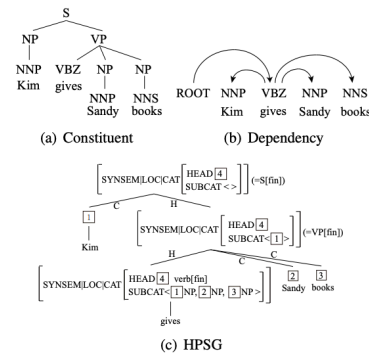 S
NP VP
NNP VBZ NP NP
Kim gives
NNP NNS
Sandy books
(a) Constituent
ROOT NNP VBZ NNP NNS
Kim gives Sandy books
(b) Dependency
SYNSEM|LOC|CAT [HEAD 4 SUBCAT < >] (=S[fin])
C H
1
Kim
SYNSEM|LOC|CAT [HEAD 4 SUBCAT< 1 >] (=VP[fin])
H C C
SYNSEM|LOC|CAT [HEAD 4 verb[fin] SUBCAT< 1 NP, 2 NP, 3 NP >]
2 3
Sandy books
gives
(c) HPSG